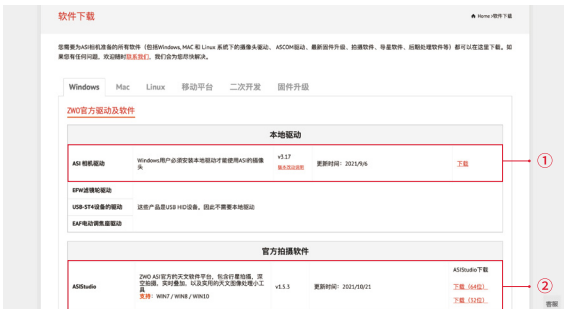 软件下载
Home »软件下载
您需要为ASI相机准备的所有软件（包括Windows, MAC 和 Linux 系统下的摄像头驱动、 ASCOM驱动、最新固件升级、拍摄软件、导星软件、后期处理软件等）都可以在这里下载。如
果您有任何问题，欢迎随时联系我们，我们会为您尽快解决。
Windows Mac Linux 移动平台 二次开发 固件升级
ZWO官方驱动及软件
本地驱动
ASI 相机驱动 Windows用户必须安装本地驱动才能使用ASI的摄像头 v3.17 更新时间：2021/9/6 下载
①
EFW滤镜轮驱动
USB-ST4设备的驱动 这些产品是USB HID设备，因此不需要本地驱动
EAF电动调焦座驱动
官方拍摄软件
ASIStudio下载
ASIStudio
ZWO ASI官方的天文软件平台，包含行星拍摄，深
空拍摄，实时叠加，以及实用的天文图像处理小工
具
支持：WIN7 / WIN8 / WIN10
v1.5.3 更新时间：2021/10/21
下载（64位）
下载（32位）
②
客服